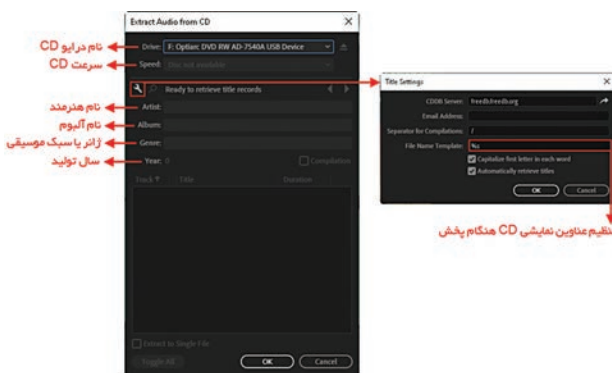 Extract Audio from CD
نام درایو CD
Drive: F: Optiarc DVD RW AD-7540A USB Device
سرعت CD
Speed: Disc not available
Ready to retrieve title records
نام هنرمند
Artist:
نام آلبوم
Album:
ژانر یا سبک موسیقی
Genre:
سال تولید
Year: 0
Compilation
Track Title Duration
Extract to Single File
Toggle All OK Cancel
Title Settings
CDDB Server: freedb.freedb.org
Email Address:
Separator for Compilations: /
File Name Template:
Capitalize first letter in each word
Automatically retrieve titles
OK Cancel
تنظیم عناوین نمایشی CD هنگام پخش